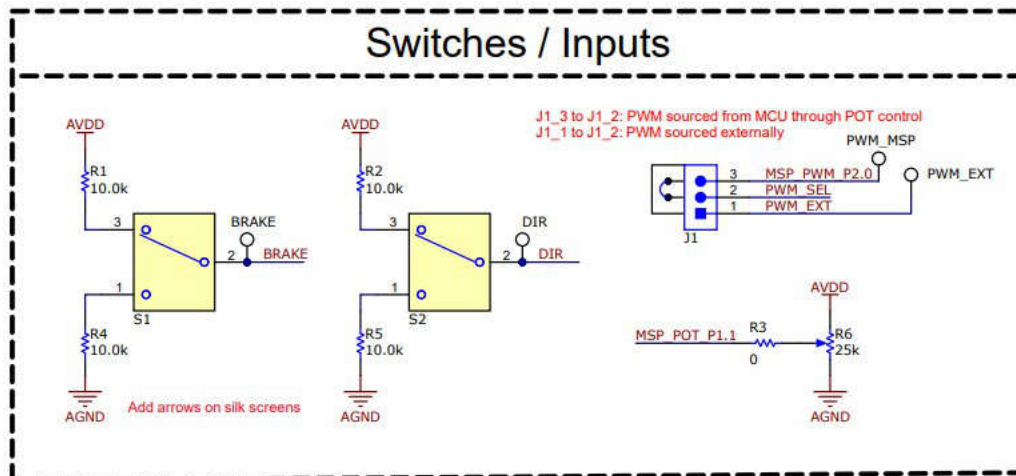 Switches / Inputs
AVDD
R1
10.0k
3
1
2
BRAKE
BRAKE
S1
R4
10.0k
AGND
Add arrows on silk screens
AVDD
R2
10.0k
3
1
2
DIR
DIR
S2
R5
10.0k
AGND
J1_3 to J1_2: PWM sourced from MCU through POT control
J1_1 to J1_2: PWM sourced externally
PWM_MSP
PWM_EXT
3 MSP_PWM_P2.0
2 PWM_SEL
1 PWM_EXT
J1
AVDD
MSP_POT_P1.1
R3
0
R6
25k
AGND